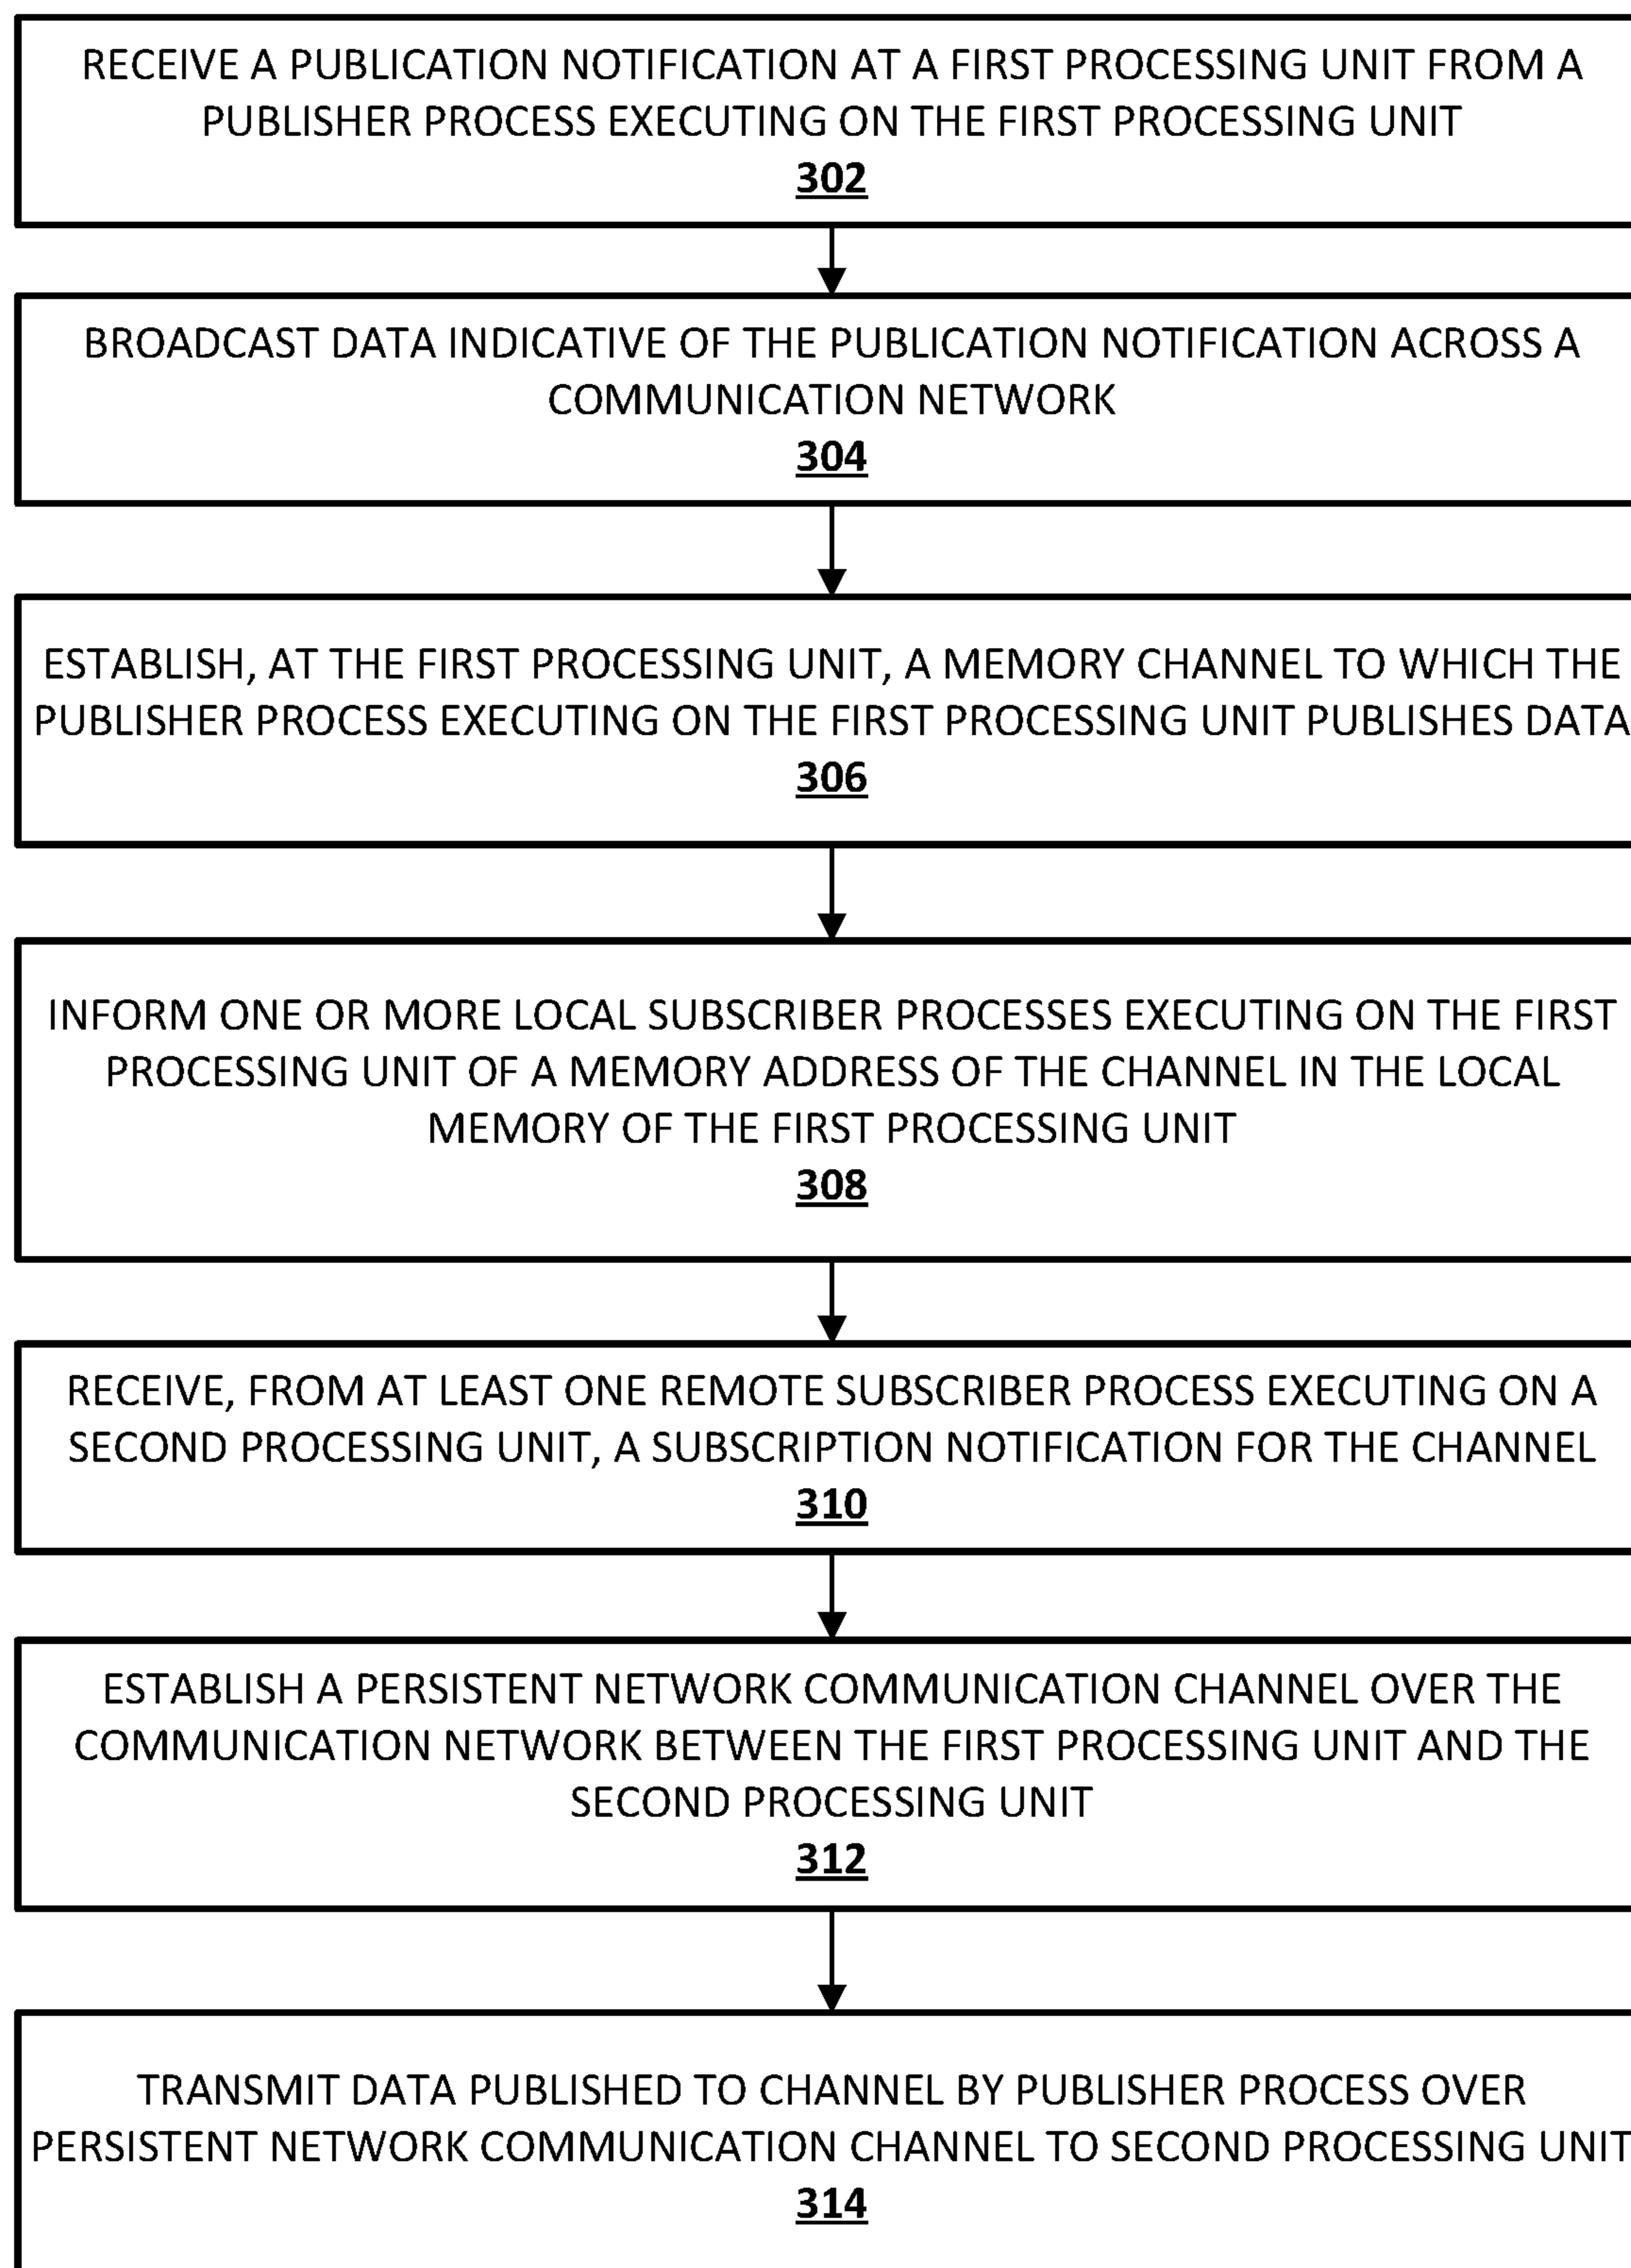 RECEIVE A PUBLICATION NOTIFICATION AT A FIRST PROCESSING UNIT FROM A
PUBLISHER PROCESS EXECUTING ON THE FIRST PROCESSING UNIT
302
BROADCAST DATA INDICATIVE OF THE PUBLICATION NOTIFICATION ACROSS A
COMMUNICATION NETWORK
304
ESTABLISH, AT THE FIRST PROCESSING UNIT, A MEMORY CHANNEL TO WHICH THE
PUBLISHER PROCESS EXECUTING ON THE FIRST PROCESSING UNIT PUBLISHES DATA
306
INFORM ONE OR MORE LOCAL SUBSCRIBER PROCESSES EXECUTING ON THE FIRST
PROCESSING UNIT OF A MEMORY ADDRESS OF THE CHANNEL IN THE LOCAL
MEMORY OF THE FIRST PROCESSING UNIT
308
RECEIVE, FROM AT LEAST ONE REMOTE SUBSCRIBER PROCESS EXECUTING ON A
SECOND PROCESSING UNIT, A SUBSCRIPTION NOTIFICATION FOR THE CHANNEL
310
ESTABLISH A PERSISTENT NETWORK COMMUNICATION CHANNEL OVER THE
COMMUNICATION NETWORK BETWEEN THE FIRST PROCESSING UNIT AND THE
SECOND PROCESSING UNIT
312
TRANSMIT DATA PUBLISHED TO CHANNEL BY PUBLISHER PROCESS OVER
PERSISTENT NETWORK COMMUNICATION CHANNEL TO SECOND PROCESSING UNIT
314